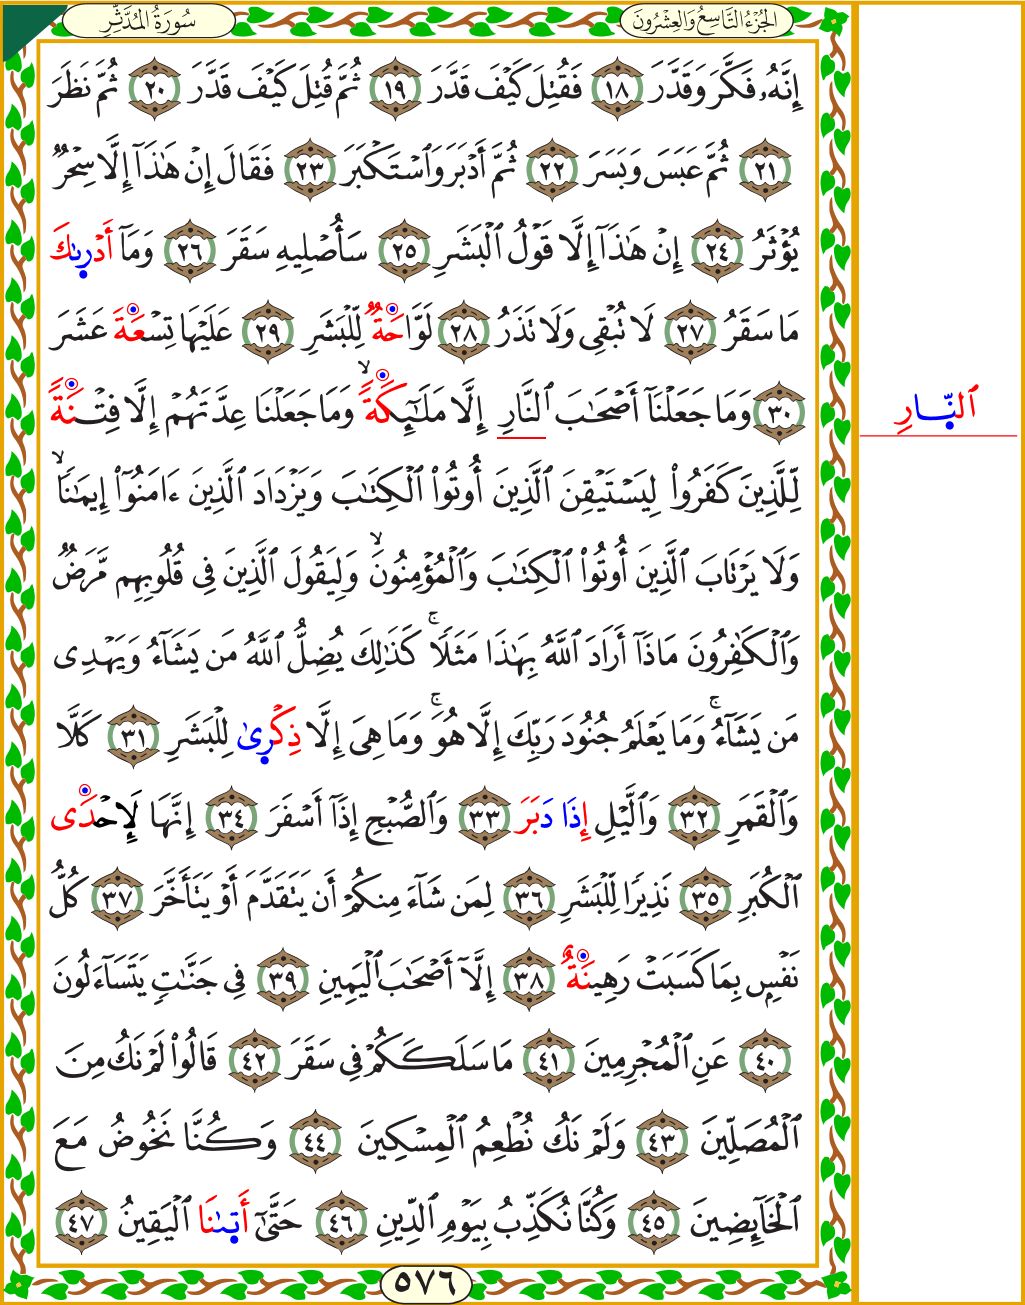 سُورَةُ المُدَّثِّرِ
الجُزْءُ التَّاسِعُ وَالعِشْرُونَ
إِنَّهُۥ فَكَّرَ وَقَدَّرَ ١٨ فَقُتِلَ كَيْفَ قَدَّرَ ١٩ ثُمَّ قُتِلَ كَيْفَ قَدَّرَ ٢٠ ثُمَّ نَظَرَ
٢١ ثُمَّ عَبَسَ وَبَسَرَ ٢٢ ثُمَّ أَدْبَرَ وَٱسْتَكْبَرَ ٢٣ فَقَالَ إِنْ هَٰذَآ إِلَّا سِحْرٌ
يُؤْثَرُ ٢٤ إِنْ هَٰذَآ إِلَّا قَوْلُ ٱلْبَشَرِ ٢٥ سَأُصْلِيهِ سَقَرَ ٢٦ وَمَآ أَدْرىٰكَ
مَا سَقَرُ ٢٧ لَا تُبْقِى وَلَا تَذَرُ ٢٨ لَوَّاحَةٌ لِّلْبَشَرِ ٢٩ عَلَيْهَا تِسْعَةَ عَشَرَ
٣٠ وَمَا جَعَلْنَآ أَصْحَٰبَ ٱلنَّارِ إِلَّا مَلَٰٓئِكَةً ۙ وَمَا جَعَلْنَا عِدَّتَهُمْ إِلَّا فِتْنَةً
ٱلنَّارِ
لِّلَّذِينَ كَفَرُوا۟ لِيَسْتَيْقِنَ ٱلَّذِينَ أُوتُوا۟ ٱلْكِتَٰبَ وَيَزْدَادَ ٱلَّذِينَ ءَامَنُوٓا۟ إِيمَٰنًا ۙ
وَلَا يَرْتَابَ ٱلَّذِينَ أُوتُوا۟ ٱلْكِتَٰبَ وَٱلْمُؤْمِنُونَ ۙ وَلِيَقُولَ ٱلَّذِينَ فِى قُلُوبِهِم مَّرَضٌ
وَٱلْكَٰفِرُونَ مَاذَآ أَرَادَ ٱللَّهُ بِهَٰذَا مَثَلًا ۚ كَذَٰلِكَ يُضِلُّ ٱللَّهُ مَن يَشَآءُ وَيَهْدِى
مَن يَشَآءُ ۚ وَمَا يَعْلَمُ جُنُودَ رَبِّكَ إِلَّا هُوَ ۚ وَمَا هِىَ إِلَّا ذِكْرىٰ لِلْبَشَرِ ٣١ كَلَّا
وَٱلْقَمَرِ ٣٢ وَٱلَّيْلِ إِذَا دَبَرَ ٣٣ وَٱلصُّبْحِ إِذَآ أَسْفَرَ ٣٤ إِنَّهَا لَإِحْدَى
ٱلْكُبَرِ ٣٥ نَذِيرًا لِّلْبَشَرِ ٣٦ لِمَن شَآءَ مِنكُمْ أَن يَتَقَدَّمَ أَوْ يَتَأَخَّرَ ٣٧ كُلُّ
نَفْسٍۭ بِمَا كَسَبَتْ رَهِينَةٌ ٣٨ إِلَّآ أَصْحَٰبَ ٱلْيَمِينِ ٣٩ فِى جَنَّٰتٍ يَتَسَآءَلُونَ
٤٠ عَنِ ٱلْمُجْرِمِينَ ٤١ مَا سَلَكَكُمْ فِى سَقَرَ ٤٢ قَالُوا۟ لَمْ نَكُ مِنَ
ٱلْمُصَلِّينَ ٤٣ وَلَمْ نَكُ نُطْعِمُ ٱلْمِسْكِينَ ٤٤ وَكُنَّا نَخُوضُ مَعَ
ٱلْخَآئِضِينَ ٤٥ وَكُنَّا نُكَذِّبُ بِيَوْمِ ٱلدِّينِ ٤٦ حَتَّىٰٓ أَتىٰنَا ٱلْيَقِينُ ٤٧
٥٧٦